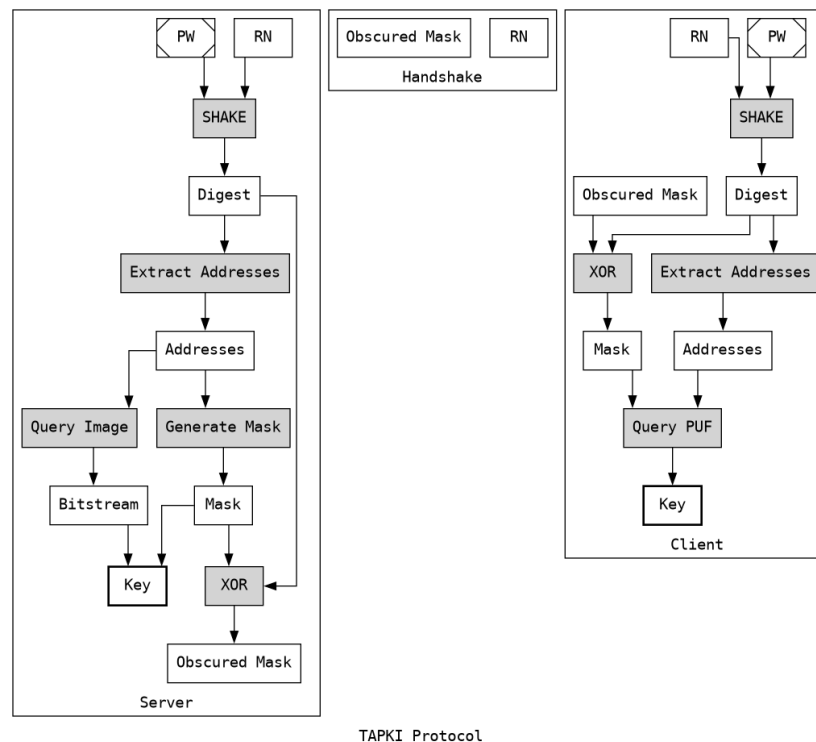 PW
RN
SHAKE
Digest
Extract Addresses
Addresses
Query Image
Generate Mask
Bitstream
Mask
Key
XOR
Obscured Mask
Server
Obscured Mask
RN
Handshake
RN
PW
SHAKE
Obscured Mask
Digest
XOR
Extract Addresses
Mask
Addresses
Query PUF
Key
Client
TAPKI Protocol